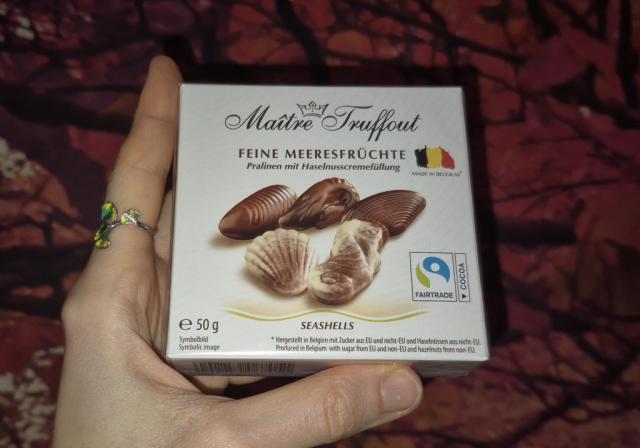 Maître Truffout
FEINE MEERESFRÜCHTE
Pralinen mit Haselnusscremefüllung
MADE IN BELGIUM*
FAIRTRADE
COCOA
℮ 50 g
SEASHELLS
Symbolbild
Symbolic image
* Hergestellt in Belgien mit Zucker aus EU und nicht-EU und Haselnüssen aus nicht-EU.
Produced in Belgium with sugar from EU and non-EU and hazelnuts from non-EU.